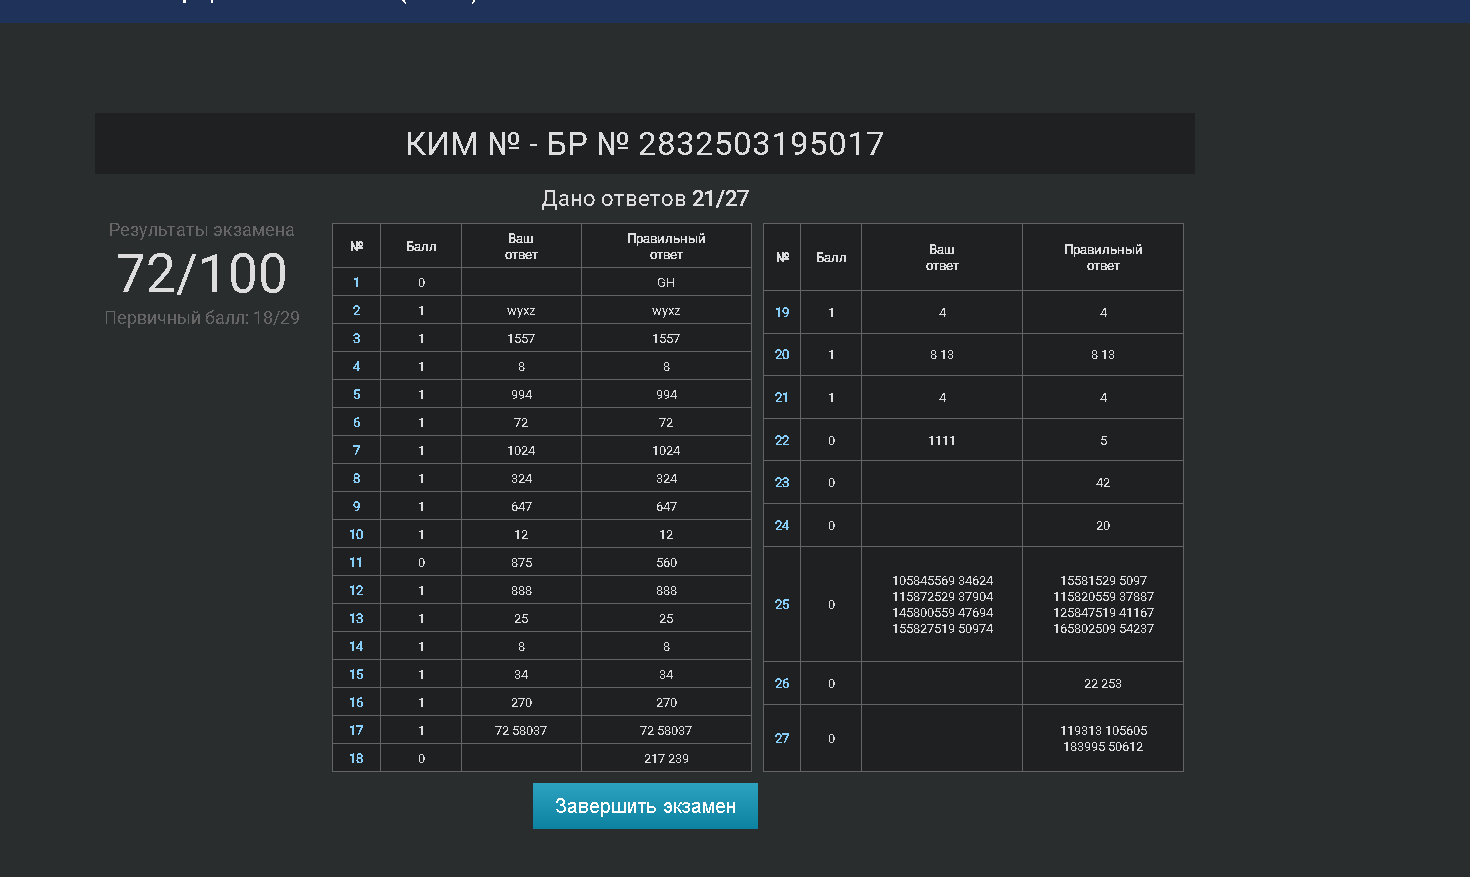 КИМ № - БР № 2832503195017
Дано ответов 21/27
Результаты экзамена
72/100
Первичный балл: 18/29
№ Балл Ваш ответ Правильный ответ
1 0 GH
2 1 wyxz wyxz
3 1 1557 1557
4 1 8 8
5 1 994 994
6 1 72 72
7 1 1024 1024
8 1 324 324
9 1 647 647
10 1 12 12
11 0 875 560
12 1 888 888
13 1 25 25
14 1 8 8
15 1 34 34
16 1 270 270
17 1 72 58037 72 58037
18 0 217 239
№ Балл Ваш ответ Правильный ответ
19 1 4 4
20 1 8 13 8 13
21 1 4 4
22 0 1111 5
23 0 42
24 0 20
105845569 34624 15581529 5097
115872529 37904 115820559 37887
25 0
145800559 47694 125847519 41167
155827519 50974 165802509 54237
26 0 22 253
27 0 119313 105605
183995 50612
Завершить экзамен